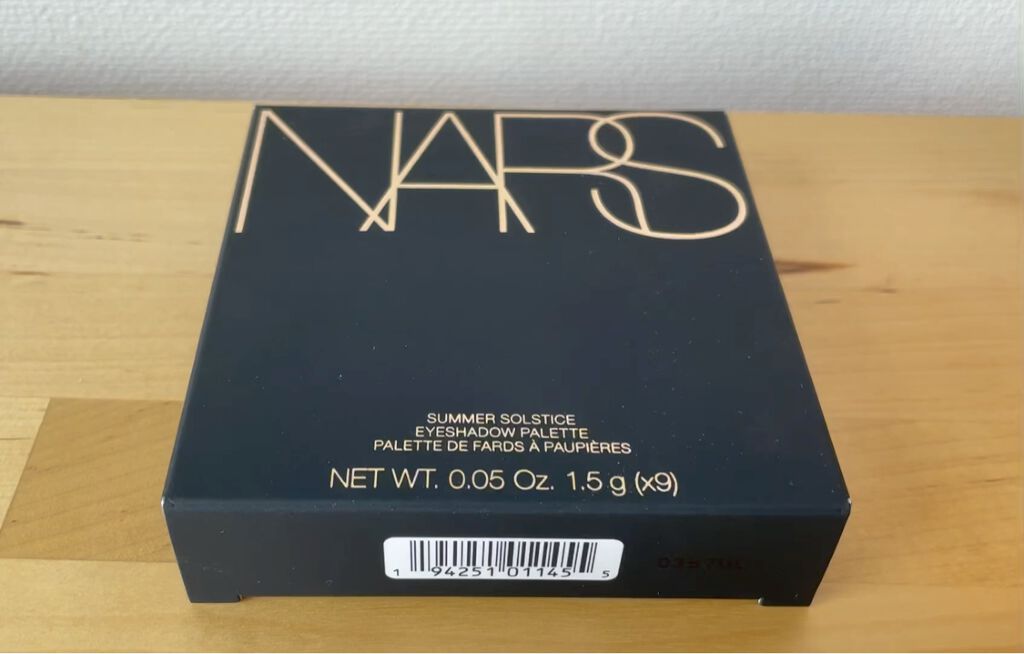 NARS
SUMMER SOLSTICE
EYESHADOW PALETTE
PALETTE DE FARDS À PAUPIÈRES
NET WT. 0.05 Oz. 1.5 g (x9)
1 94251 01145 5